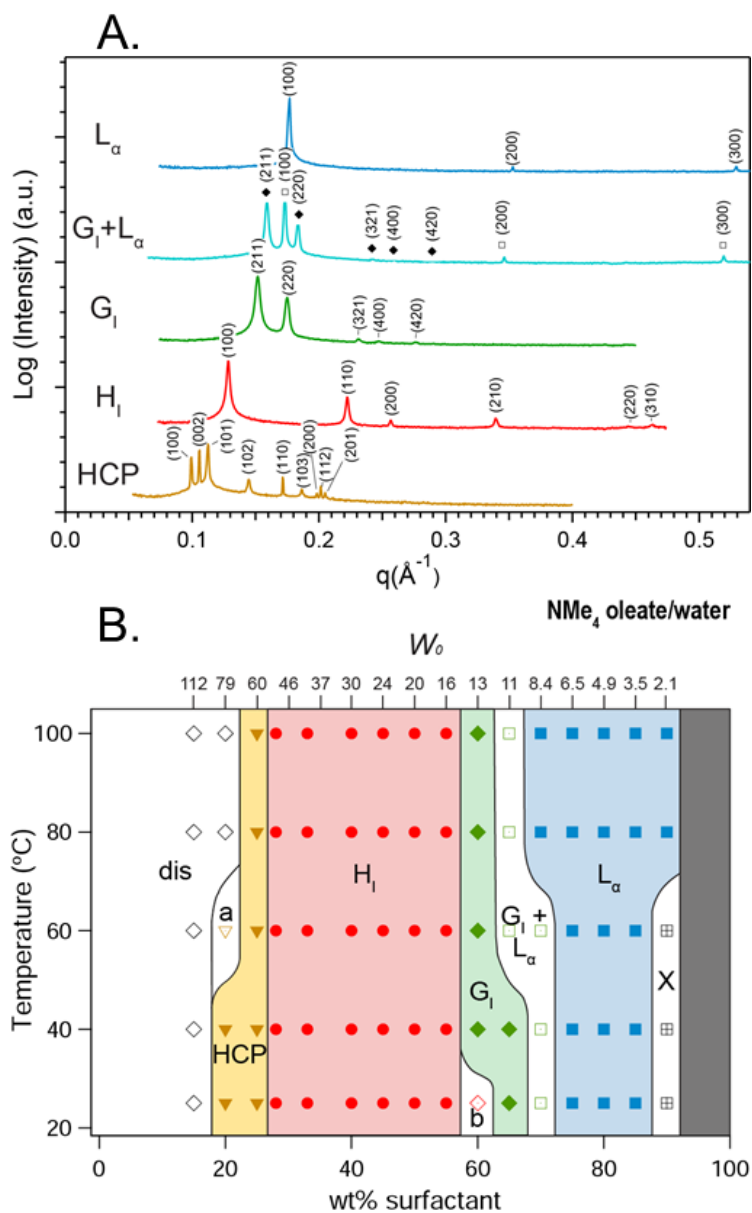 A.
Log (Intensity) (a.u.)
Lα
(100)
(200)
(300)
GI+Lα
(211)
(100)
(220)
(321)
(400)
(420)
(200)
(300)
GI
(211)
(220)
(321)
(400)
(420)
HI
(100)
(110)
(200)
(210)
(220)
(310)
HCP
(100)
(002)
(101)
(102)
(110)
(103)
(200)
(112)
(201)
0.0 0.1 0.2 0.3 0.4 0.5
q(Å-1)
B.
NMe4 oleate/water
W0
112 79 60 46 37 30 24 20 16 13 11 8.4 6.5 4.9 3.5 2.1
Temperature (ºC)
100
80
60
40
20
dis
a
HCP
HI
GI
b
GI +
Lα
Lα
X
0 20 40 60 80 100
wt% surfactant